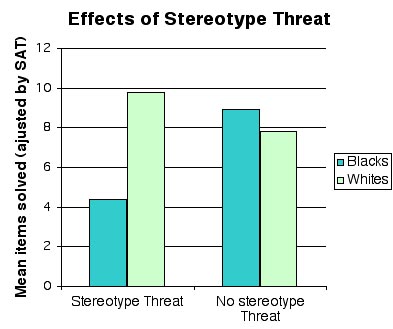 Effects of Stereotype Threat
Mean items solved (ajusted by SAT)
12
10
8
6
4
2
0
Stereotype Threat
No stereotype
Threat
Blacks
Whites